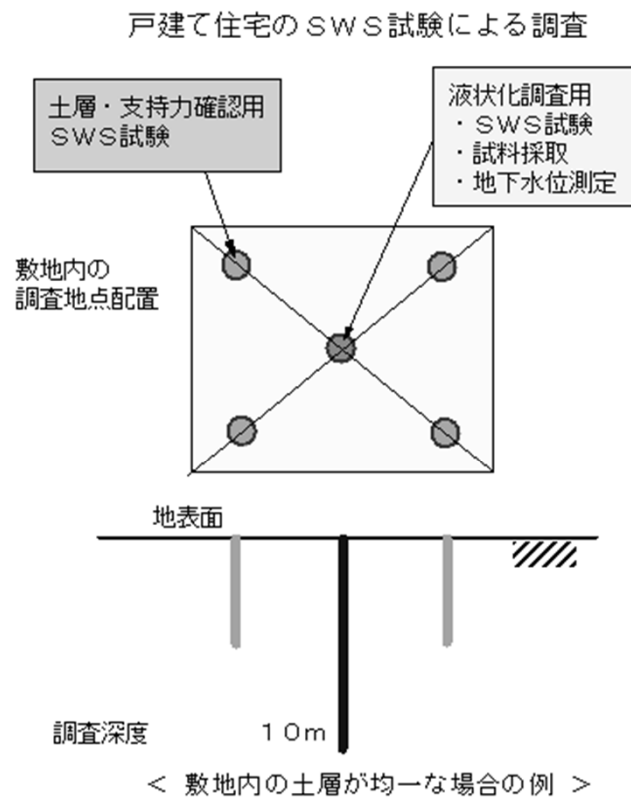 戸建て住宅のＳＷＳ試験による調査
土層・支持力確認用
ＳＷＳ試験
液状化調査用
・ＳＷＳ試験
・試料採取
・地下水位測定
敷地内の
調査地点配置
地表面
調査深度
１０ｍ
＜ 敷地内の土層が均一な場合の例 ＞